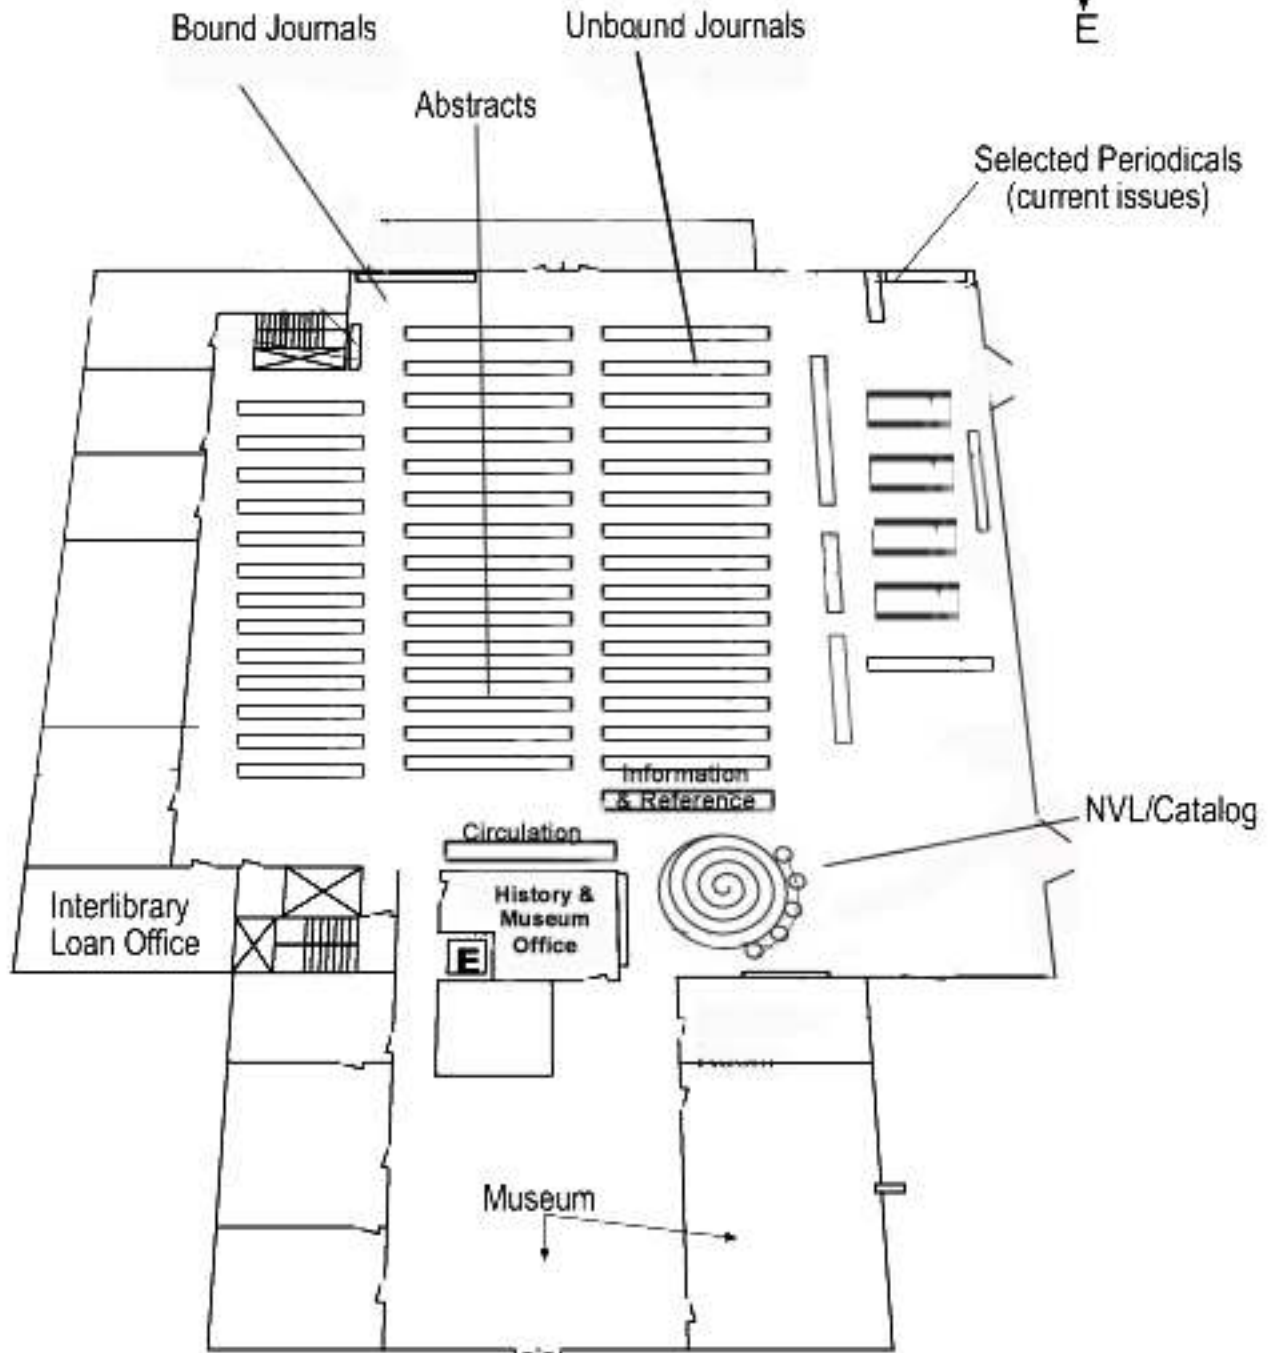 E
Bound Journals
Unbound Journals
Abstracts
Selected Periodicals
(current issues)
Information
& Reference
NVL/Catalog
Circulation
History &
Museum
Office
Interlibrary
Loan Office
E
Museum